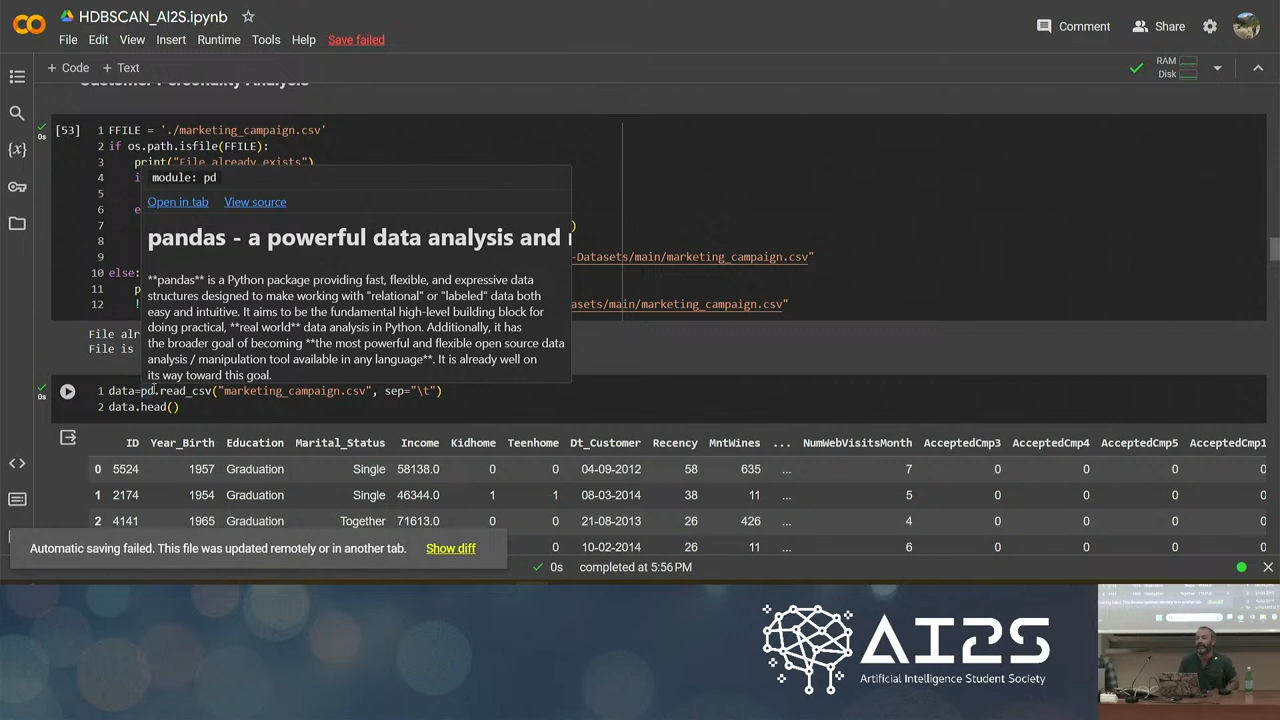 HDBSCAN_AI2S.ipynb
File Edit View Insert Runtime Tools Help Save failed
Comment Share
+ Code + Text
RAM
Disk
Customer Personality Analysis
[53] 1 FFILE = './marketing_campaign.csv'
0s 2 if os.path.isfile(FFILE):
3 print("File already exists")
4 i
5
6 e
7 )
8
9 -Datasets/main/marketing_campaign.csv"
10 else:
11 p
12 ! asets/main/marketing_campaign.csv"
module: pd
Open in tab View source
pandas - a powerful data analysis and
**pandas** is a Python package providing fast, flexible, and expressive data
structures designed to make working with "relational" or "labeled" data both
easy and intuitive. It aims to be the fundamental high-level building block for
doing practical, **real world** data analysis in Python. Additionally, it has
the broader goal of becoming **the most powerful and flexible open source data
analysis / manipulation tool available in any language**. It is already well on
its way toward this goal.
File alr
File is
1 data=pd.read_csv("marketing_campaign.csv", sep="\t")
0s 2 data.head()
ID Year_Birth Education Marital_Status Income Kidhome Teenhome Dt_Customer Recency MntWines ... NumWebVisitsMonth AcceptedCmp3 AcceptedCmp4 AcceptedCmp5 AcceptedCmp1
0 5524 1957 Graduation Single 58138.0 0 0 04-09-2012 58 635 ... 7 0 0 0 0
1 2174 1954 Graduation Single 46344.0 1 1 08-03-2014 38 11 ... 5 0 0 0 0
2 4141 1965 Graduation Together 71613.0 0 0 21-08-2013 26 426 ... 4 0 0 0 0
0 10-02-2014 26 11 ... 6 0 0 0 0
Automatic saving failed. This file was updated remotely or in another tab. Show diff
0s completed at 5:56 PM
AI2S
Artificial Intelligence Student Society